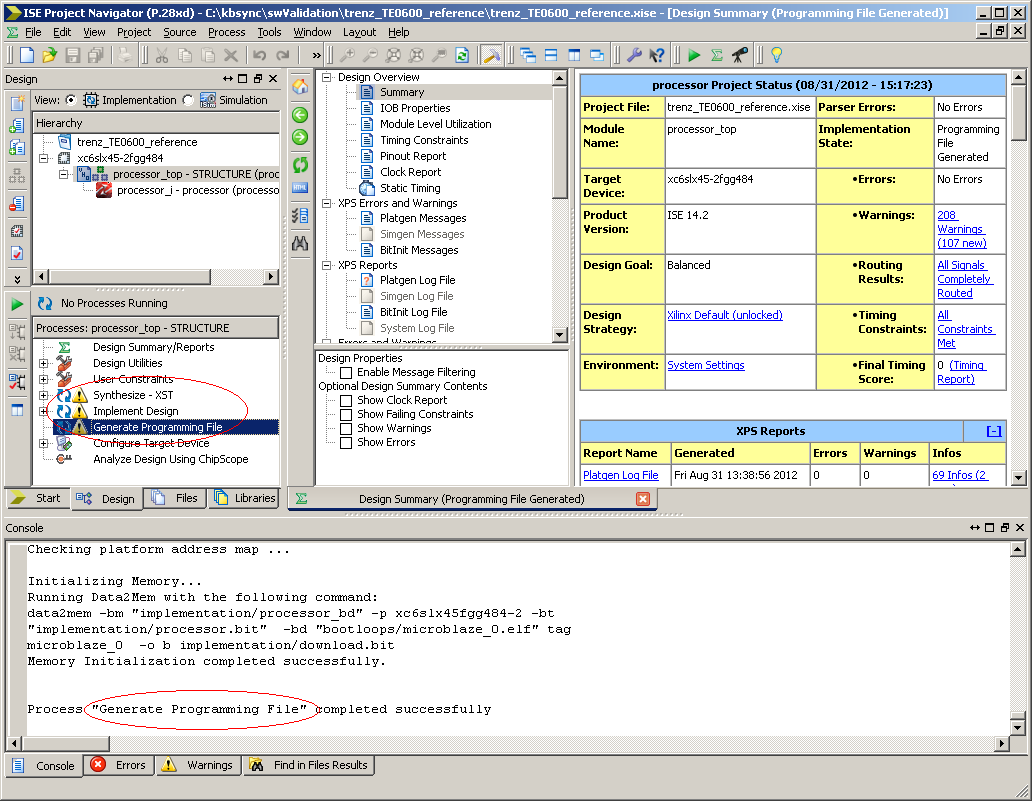 ISE Project Navigator (P.28xd) - C:\kbsync\swValidation\trenz_TE0600_reference\trenz_TE0600_reference.xise - [Design Summary (Programming File Generated)]
File Edit View Project Source Process Tools Window Layout Help
Design
View: Implementation Simulation
Hierarchy
trenz_TE0600_reference
xc6slx45-2fgg484
processor_top - STRUCTURE (proc
processor_i - processor (processo
No Processes Running
Processes: processor_top - STRUCTURE
Design Summary/Reports
Design Utilities
User Constraints
Synthesize - XST
Implement Design
Generate Programming File
Configure Target Device
Analyze Design Using ChipScope
Start Design Files Libraries
Design Overview
Summary
IOB Properties
Module Level Utilization
Timing Constraints
Pinout Report
Clock Report
Static Timing
XPS Errors and Warnings
Platgen Messages
Simgen Messages
BitInit Messages
XPS Reports
Platgen Log File
Simgen Log File
BitInit Log File
System Log File
Errors and Warnings
Design Properties
Enable Message Filtering
Optional Design Summary Contents
Show Clock Report
Show Failing Constraints
Show Warnings
Show Errors
Design Summary (Programming File Generated)
processor Project Status (08/31/2012 - 15:17:23)
Project File: trenz_TE0600_reference.xise Parser Errors: No Errors
Module Name: processor_top Implementation State: Programming File Generated
Target Device: xc6slx45-2fgg484 •Errors: No Errors
Product Version: ISE 14.2 •Warnings: 208 Warnings (107 new)
Design Goal: Balanced •Routing Results: All Signals Completely Routed
Design Strategy: Xilinx Default (unlocked) •Timing Constraints: All Constraints Met
Environment: System Settings •Final Timing Score: 0 (Timing Report)
XPS Reports [-]
Report Name Generated Errors Warnings Infos
Platgen Log File Fri Aug 31 13:38:56 2012 0 0 69 Infos (2
Console
Checking platform address map ...
Initializing Memory...
Running Data2Mem with the following command:
data2mem -bm "implementation/processor_bd" -p xc6slx45fgg484-2 -bt
"implementation/processor.bit" -bd "bootloops/microblaze_0.elf" tag
microblaze_0 -o b implementation/download.bit
Memory Initialization completed successfully.
Process "Generate Programming File" completed successfully
Console Errors Warnings Find in Files Results